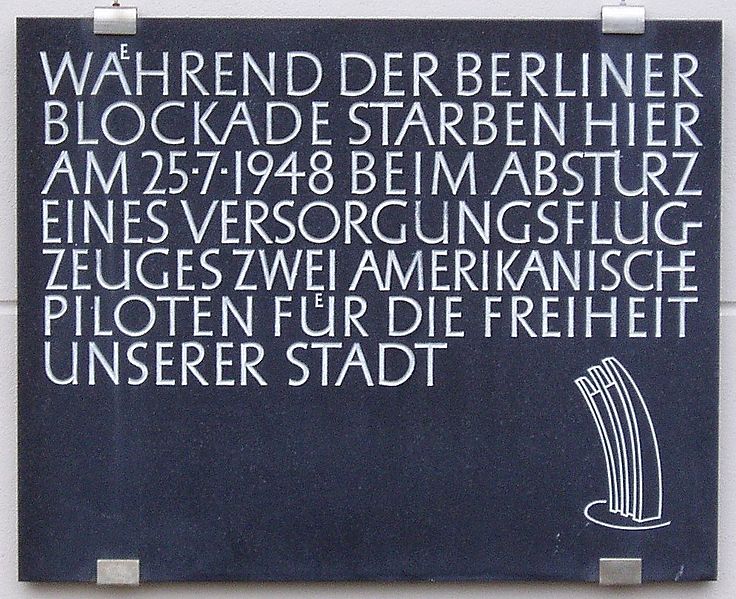 WAͤHREND DER BERLINER
BLOCKADE STARBEN HIER
AM 25·7·1948 BEIM ABSTURZ
EINES VERSORGUNGSFLUG-
ZEUGES ZWEI AMERIKANISCHE
PILOTEN FUͤR DIE FREIHEIT
UNSERER STADT